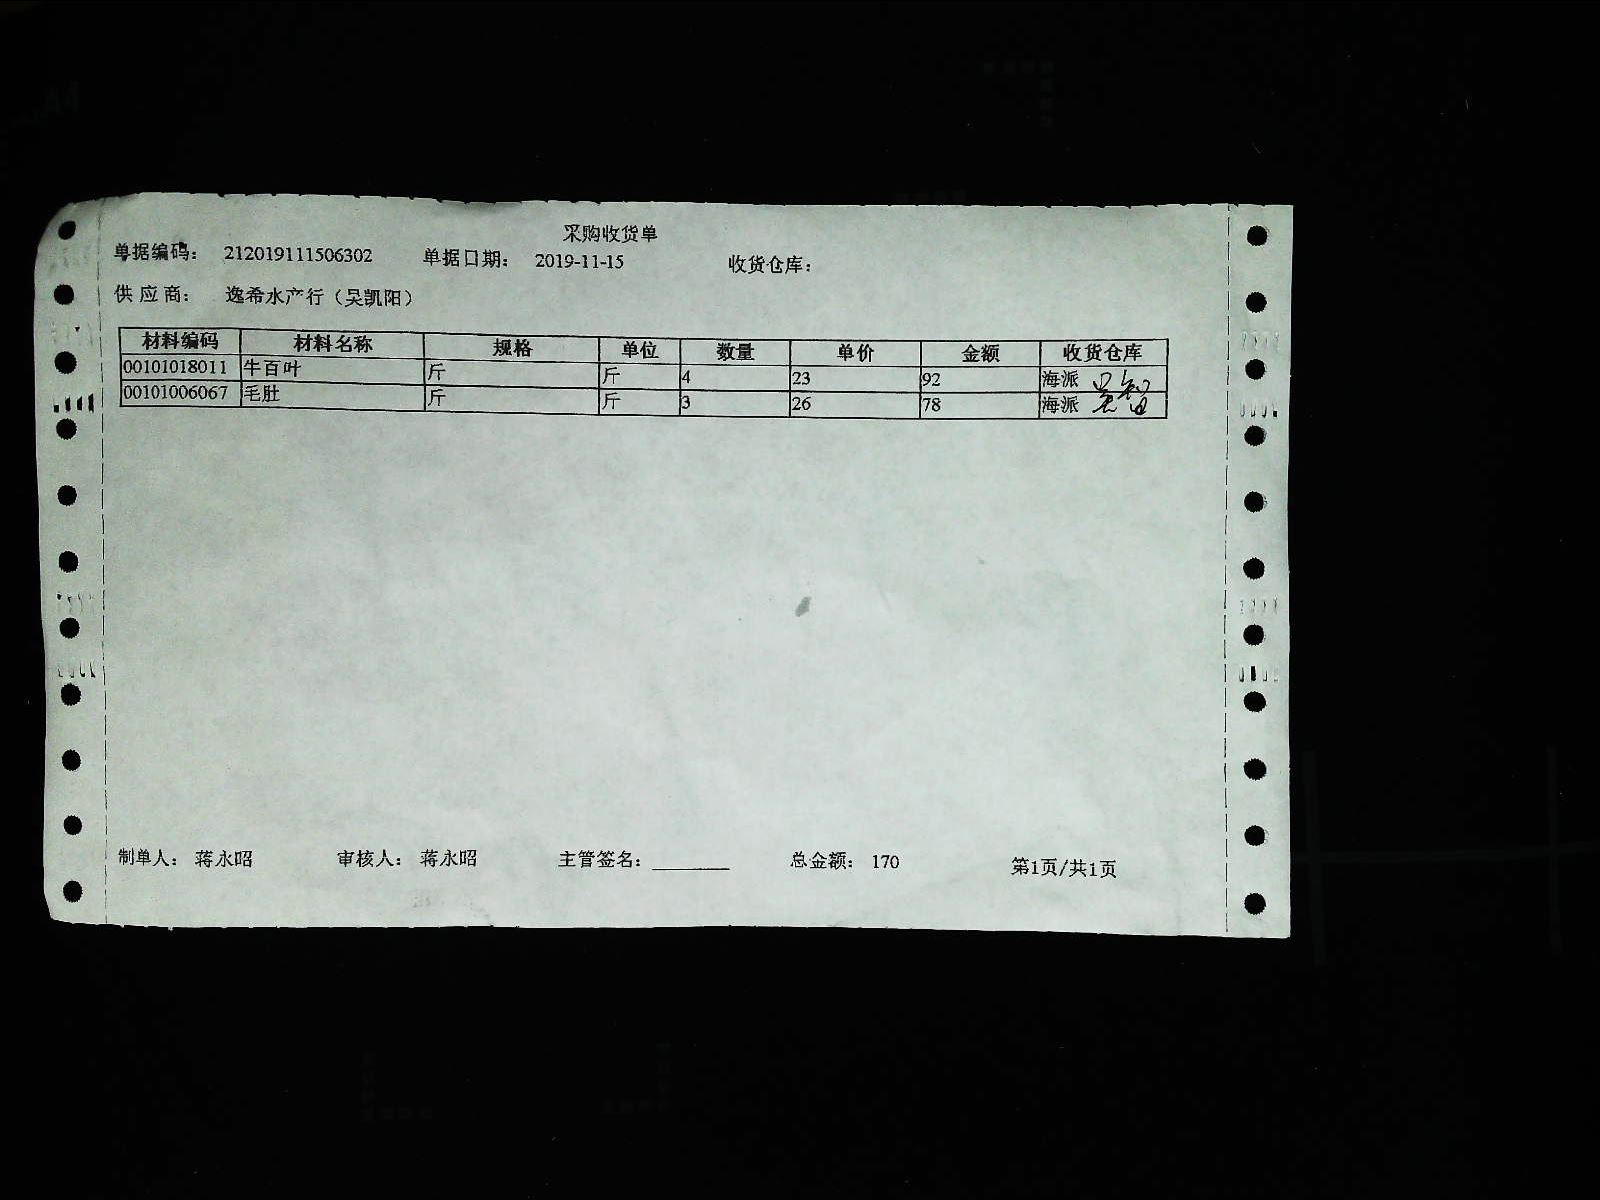 采购收货单
单据编码： 212019111506302 单据日期： 2019-11-15 收货仓库：
供应商： 逸希水产行（吴凯阳）
材料编码 材料名称 规格 单位 数量 单价 金额 收货仓库
00101018011 牛百叶 斤 斤 4 23 92 海派
00101006067 毛肚 斤 斤 3 26 78 海派
制单人： 蒋永昭 审核人： 蒋永昭 主管签名： 总金额： 170 第1页/共1页